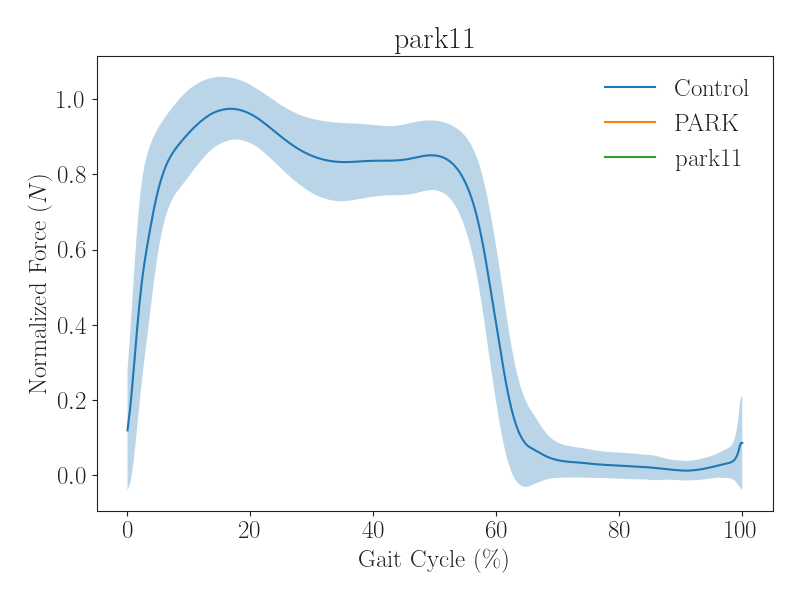 park11
Control
PARK
park11
1.0
0.8
0.6
0.4
0.2
0.0
Normalized Force (N)
0 20 40 60 80 100
Gait Cycle (%)